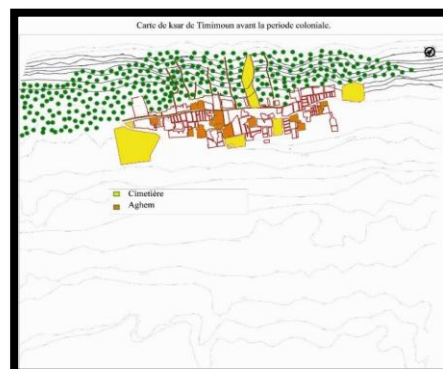 Carte de ksar de Timimoun avant la periode coloniale.
Cimetière
Aghem